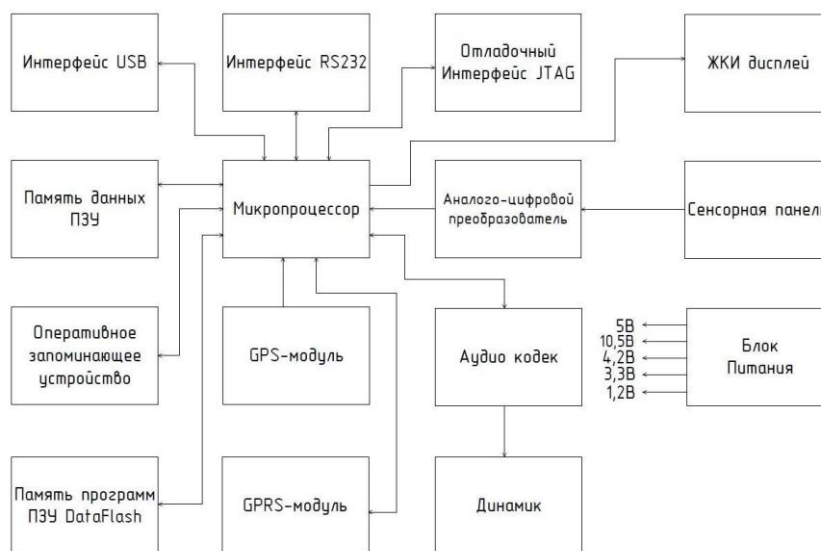 Интерфейс USB
Интерфейс RS232
Отладочный
Интерфейс JTAG
ЖКИ дисплей
Память данных
ПЗУ
Микропроцессор
Аналого-цифровой
преобразователь
Сенсорная панель
Оперативное
запоминающее
устройство
GPS-модуль
Аудио кодек
5В
10,5В
4,2В
3,3В
1,2В
Блок
Питания
Память программ
ПЗУ DataFlash
GPRS-модуль
Динамик